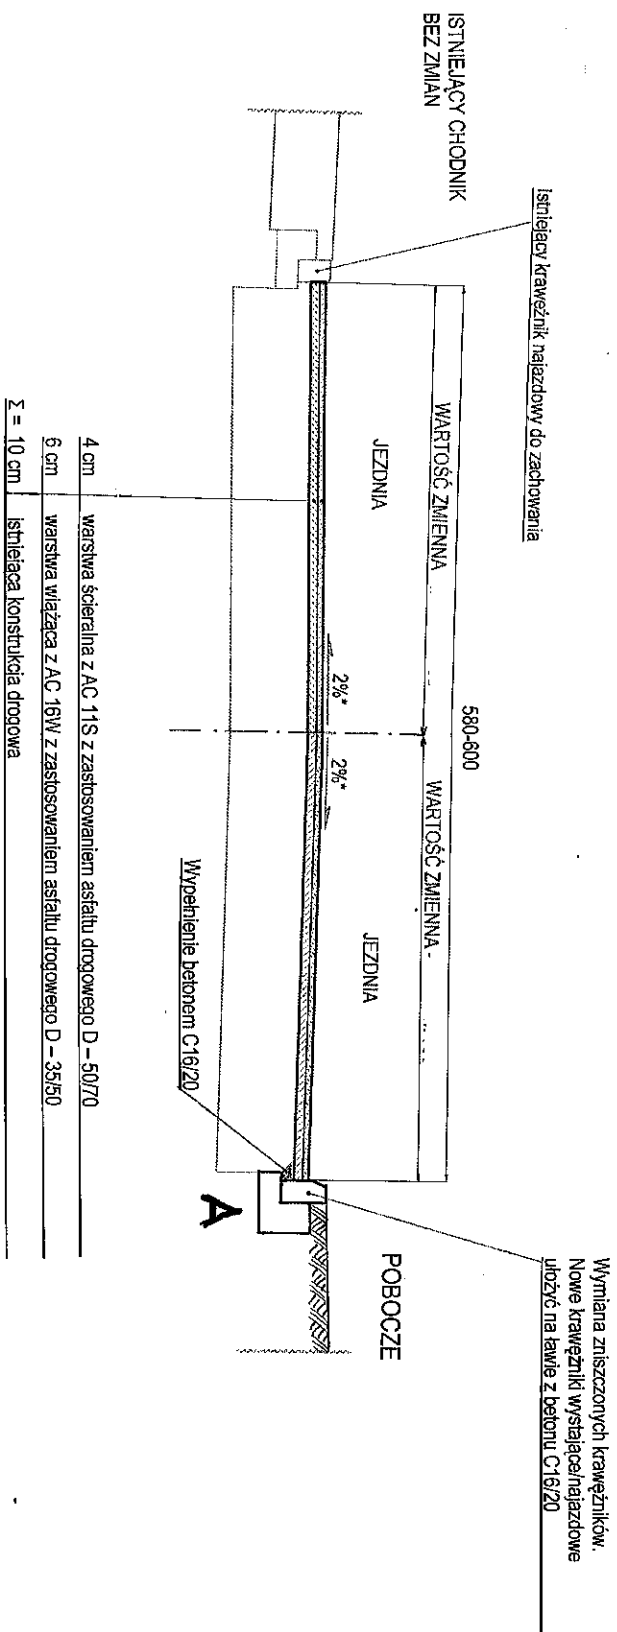 ISTNIEJĄCY CHODNIK
BEZ ZMIAN
Istniejący krawężnik najazdowy do zachowania
580-600
WARTOŚĆ ZMIENNA
WARTOŚĆ ZMIENNA -
JEZDNIA
JEZDNIA
2%*
2%*
Wymiana zniszczonych krawężników.
Nowe krawężniki wystające/najazdowe
ułożyć na ławie z betonu C16/20
POBOCZE
A
Wypełnienie betonem C16/20
4 cm warstwa ścieralna z AC 11S z zastosowaniem asfaltu drogowego D – 50/70
6 cm warstwa wiążąca z AC 16W z zastosowaniem asfaltu drogowego D – 35/50
Σ = 10 cm istniejąca konstrukcja drogowa